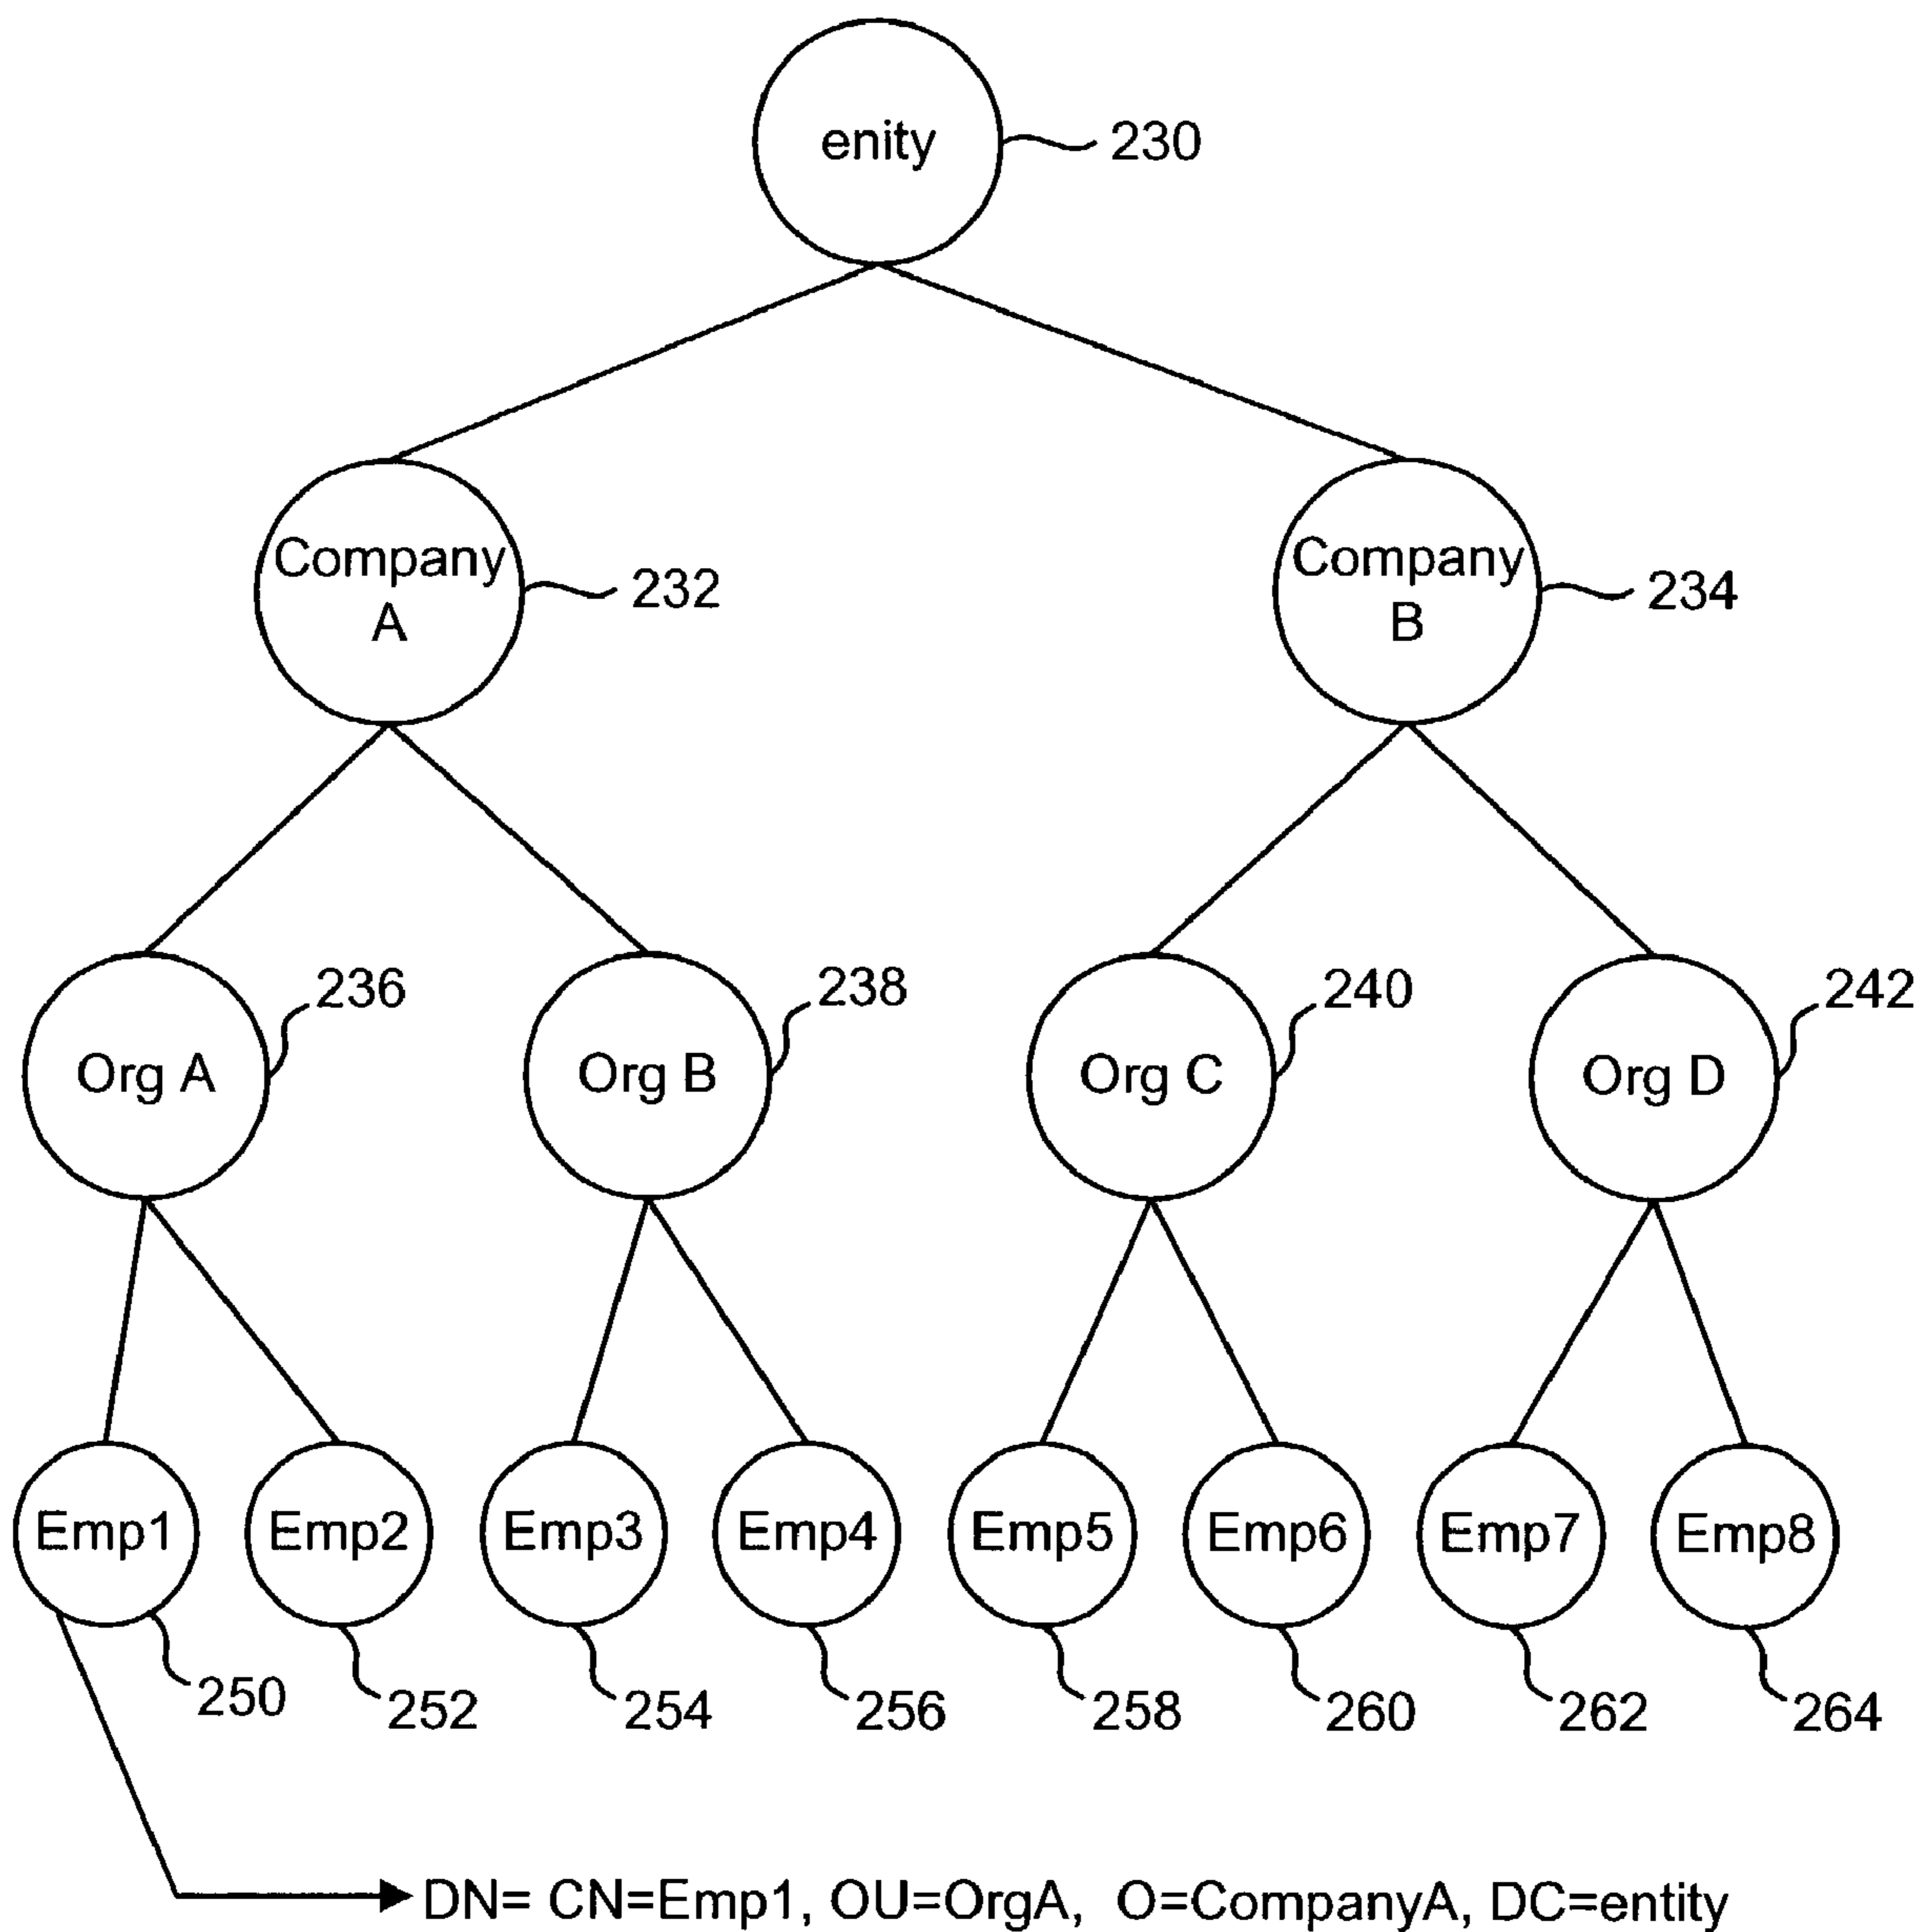 enity
230
Company
A
232
Company
B
234
Org A
236
Org B
238
Org C
240
Org D
242
Emp1
Emp2
Emp3
Emp4
Emp5
Emp6
Emp7
Emp8
250
252
254
256
258
260
262
264
DN= CN=Emp1, OU=OrgA, O=CompanyA, DC=entity